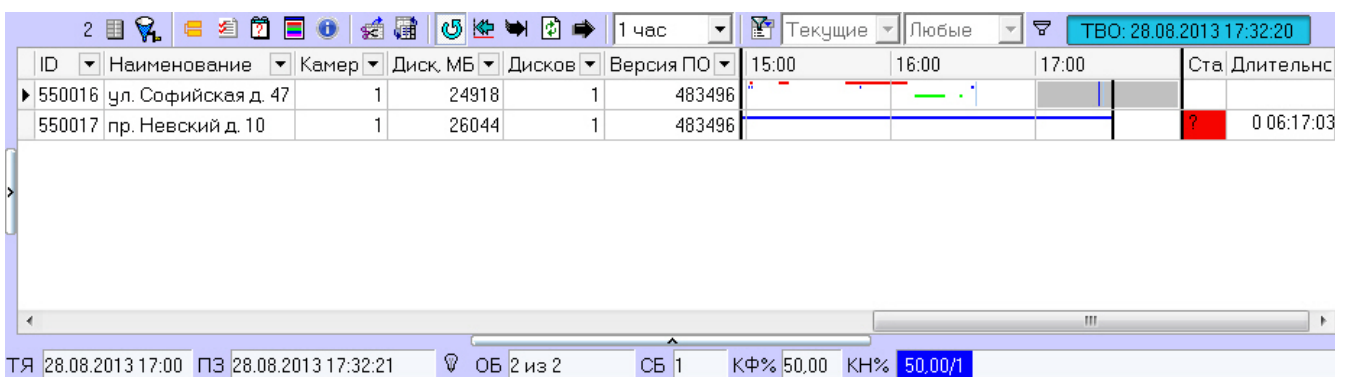 2 1 час Текущие Любые ТВО: 28.08.2013 17:32:20
ID Наименование Камер Диск, МБ Дисков Версия ПО 15:00 16:00 17:00 Ста Длительнс
550016 ул. Софийская д. 47 1 24918 1 483496
550017 пр. Невский д. 10 1 26044 1 483496 ? 0 06:17:03
ТЯ 28.08.2013 17:00 ПЗ 28.08.2013 17:32:21 ОБ 2 из 2 СБ 1 КФ% 50,00 КН% 50,00/1